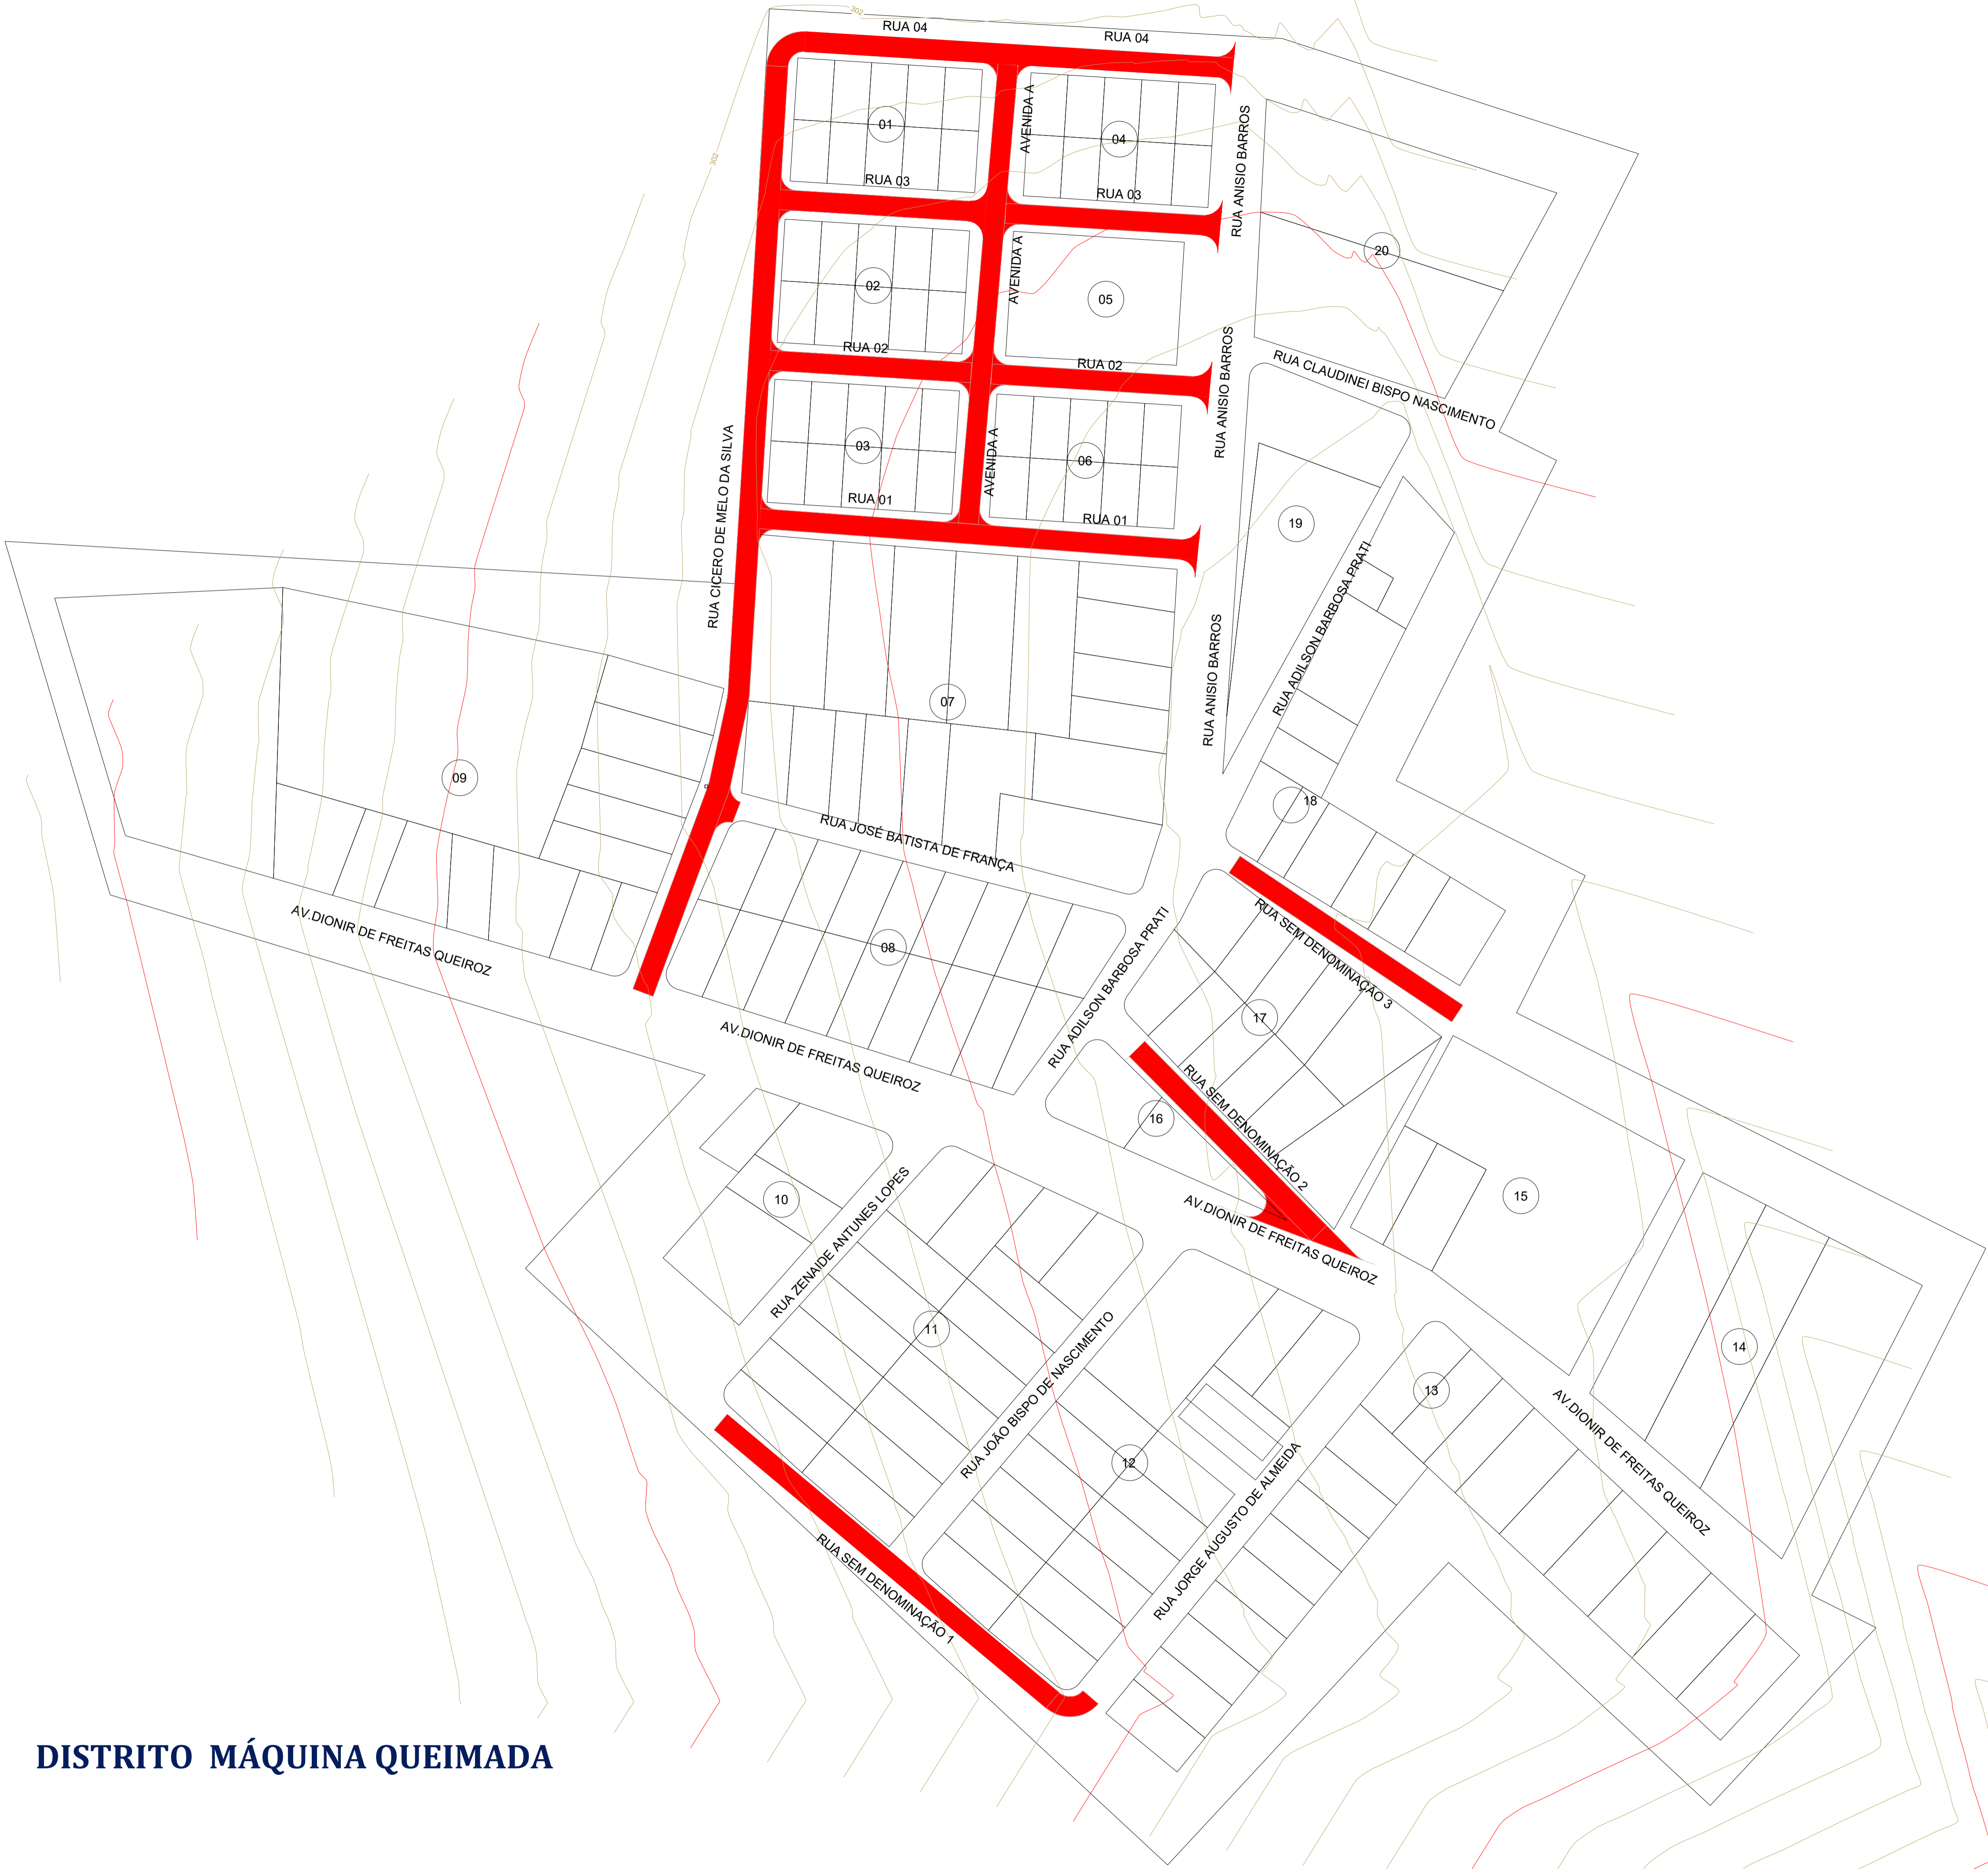 302
RUA 04
RUA 04
01
AVENIDA A
04
RUA ANISIO BARROS
302
RUA 03
RUA 03
20
02
AVENIDA A
05
RUA 02
RUA 02
RUA ANISIO BARROS
RUA CLAUDINEI BISPO NASCIMENTO
RUA CICERO DE MELO DA SILVA
03
AVENIDA A
06
RUA 01
RUA 01
19
RUA ADILSON BARBOSA PRATI
RUA ANISIO BARROS
07
09
18
RUA JOSÉ BATISTA DE FRANÇA
AV.DIONIR DE FREITAS QUEIROZ
08
RUA ADILSON BARBOSA PRATI
RUA SEM DENOMINAÇÃO 3
17
AV.DIONIR DE FREITAS QUEIROZ
16
RUA SEM DENOMINAÇÃO 2
15
10
RUA ZENAIDE ANTUNES LOPES
AV.DIONIR DE FREITAS QUEIROZ
11
RUA JOÃO BISPO DE NASCIMENTO
14
13
12
RUA JORGE AUGUSTO DE ALMEIDA
AV.DIONIR DE FREITAS QUEIROZ
RUA SEM DENOMINAÇÃO 1
DISTRITO MÁQUINA QUEIMADA